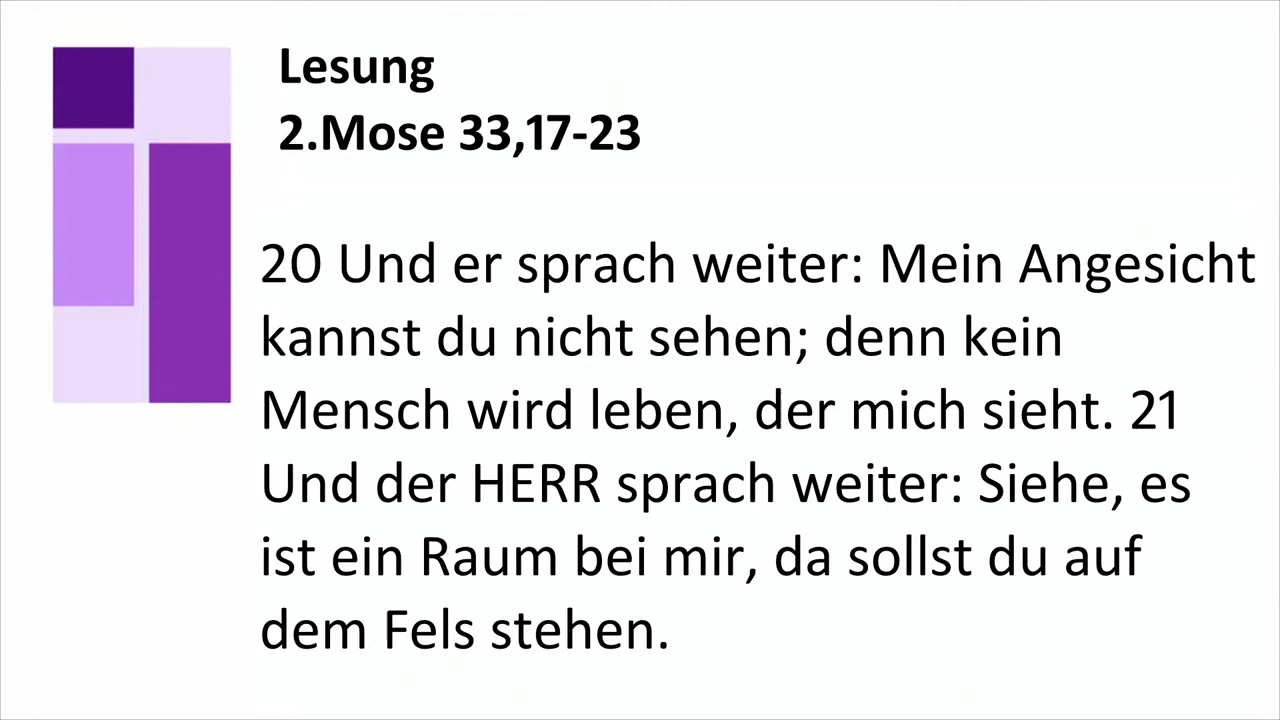 Lesung
2.Mose 33,17-23
20 Und er sprach weiter: Mein Angesicht
kannst du nicht sehen; denn kein
Mensch wird leben, der mich sieht. 21
Und der HERR sprach weiter: Siehe, es
ist ein Raum bei mir, da sollst du auf
dem Fels stehen.